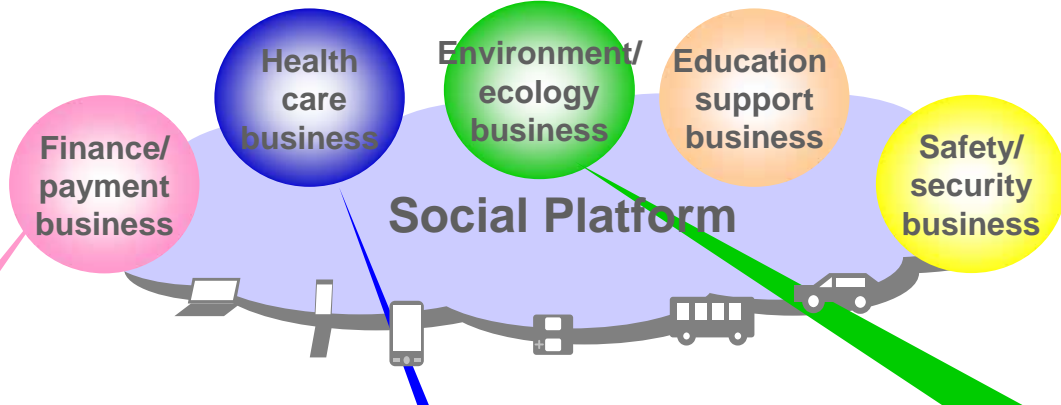 Finance/
payment
business
Health
care
business
Environment/
ecology
business
Education
support
business
Safety/
security
business
Social Platform